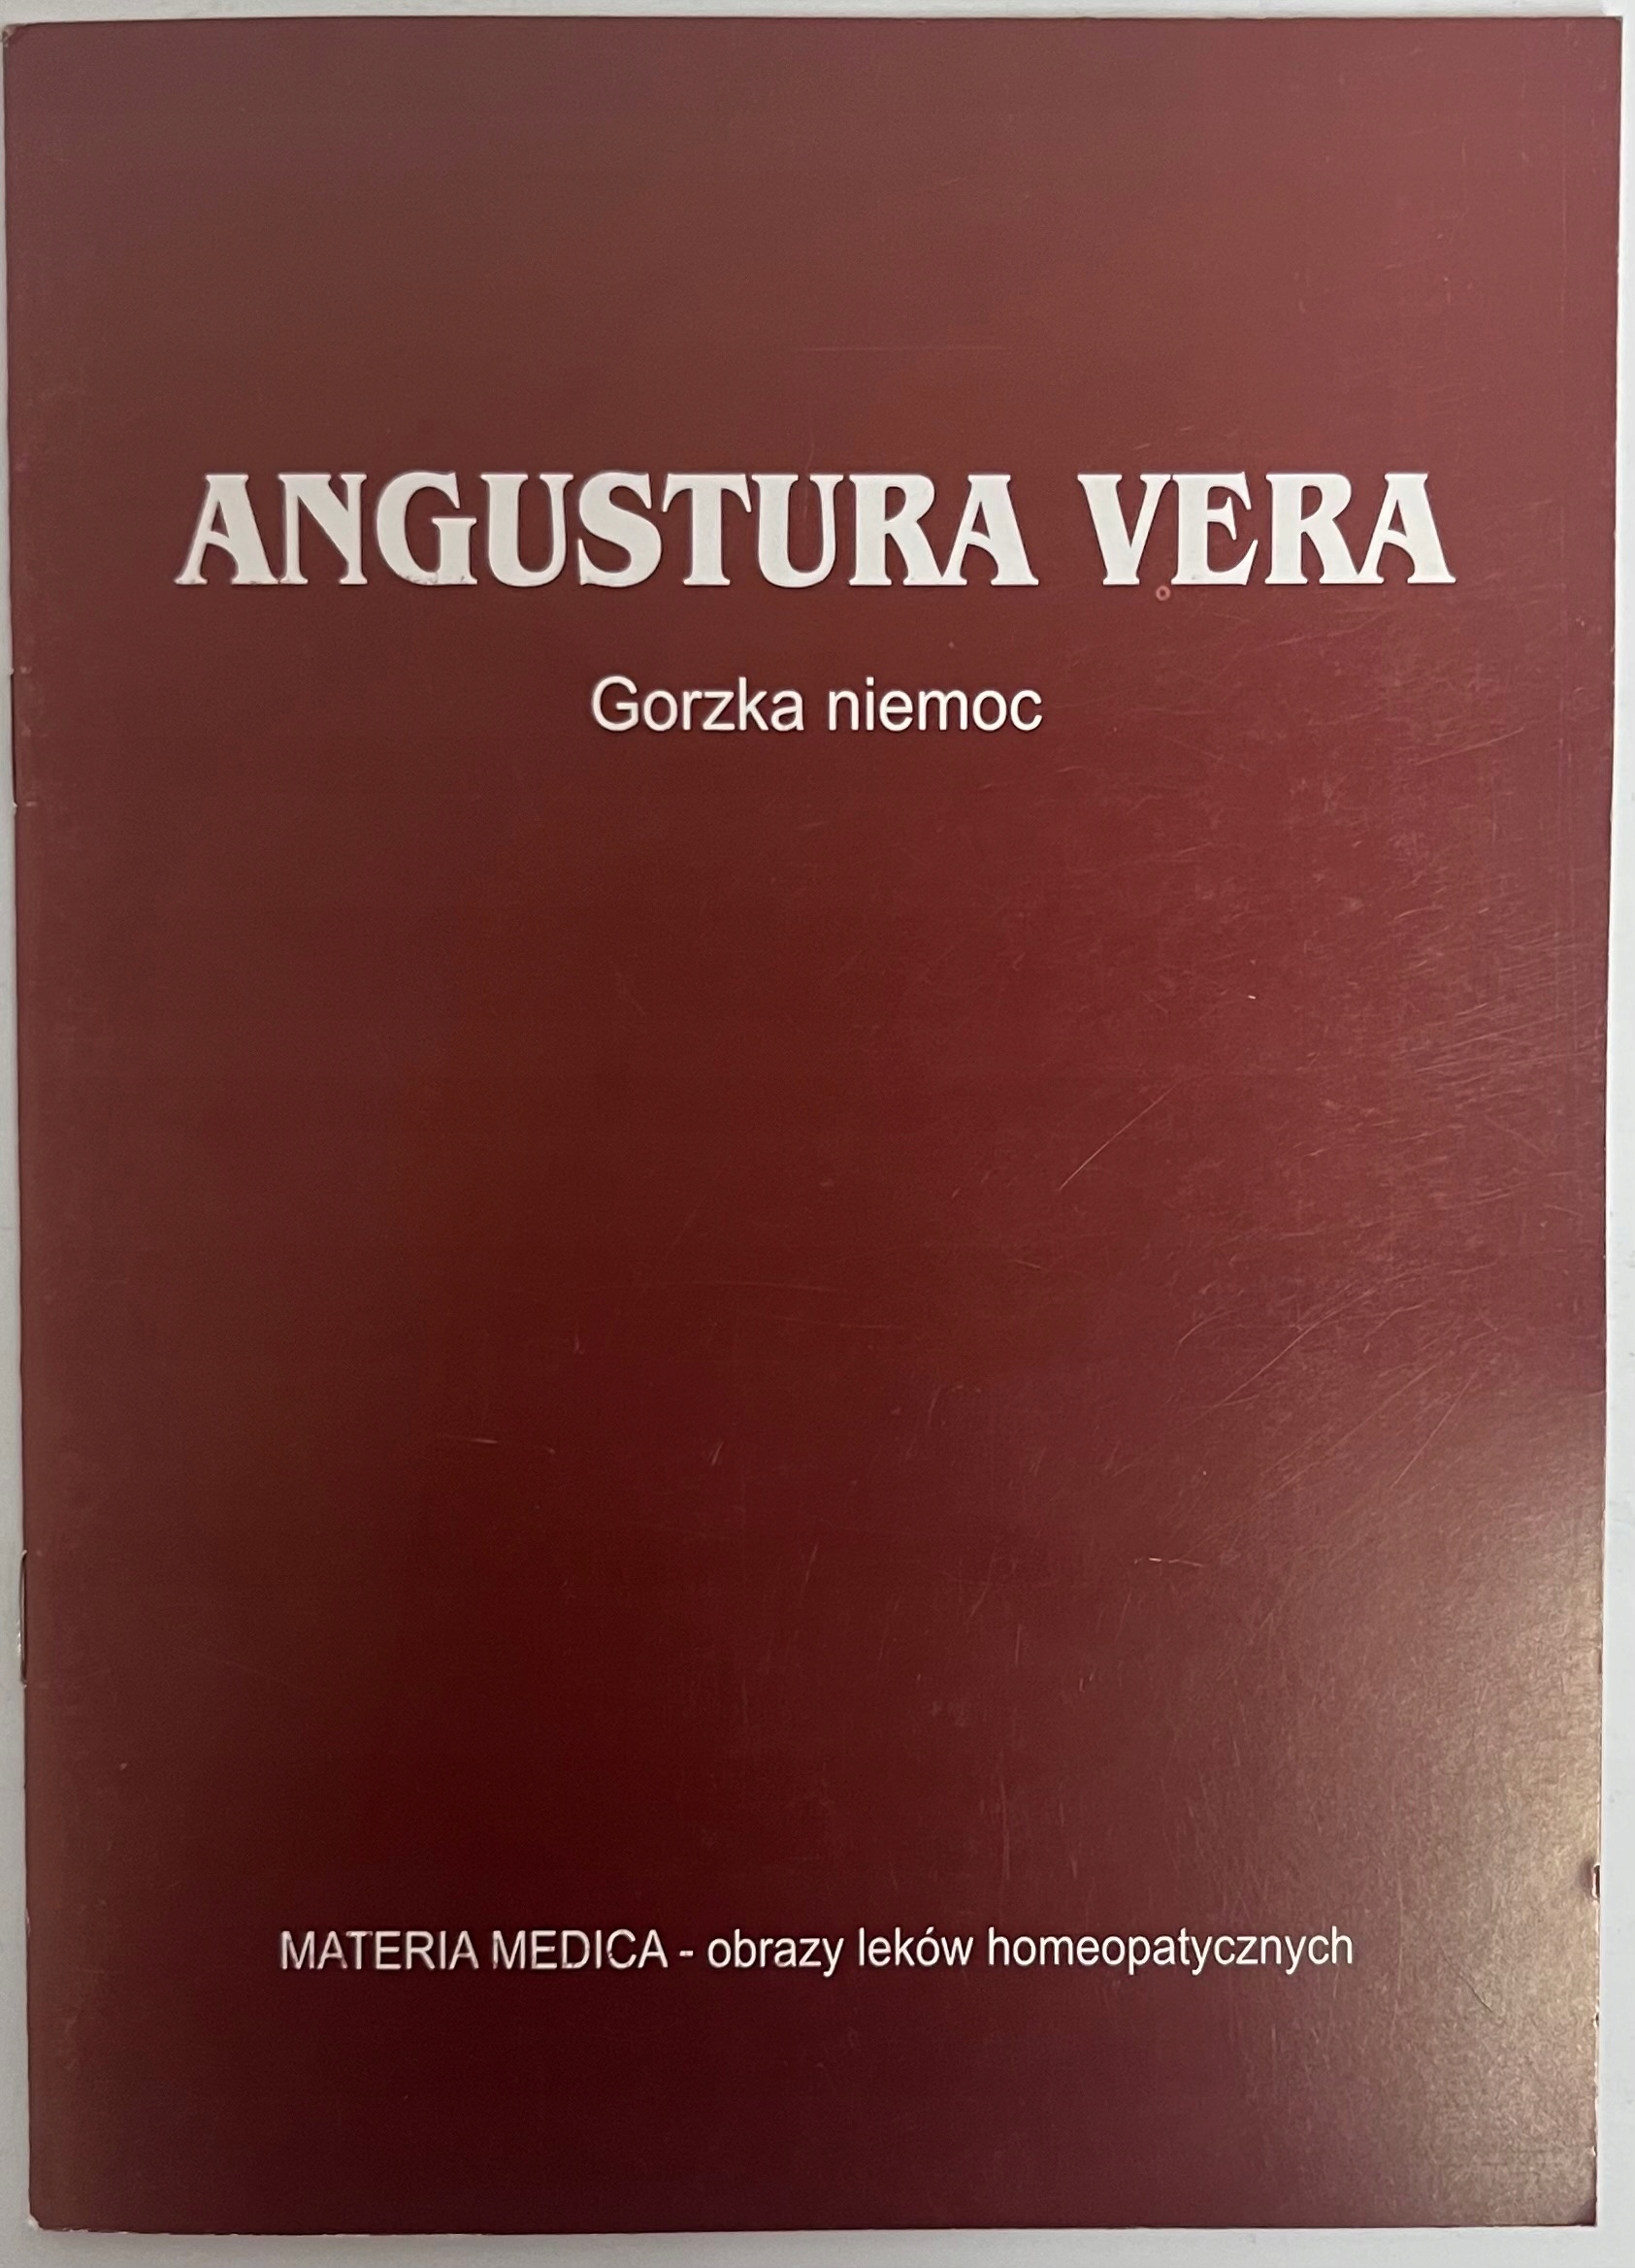 ANGUSTURA VERA
Gorzka niemoc
MATERIA MEDICA - obrazy leków homeopatycznych